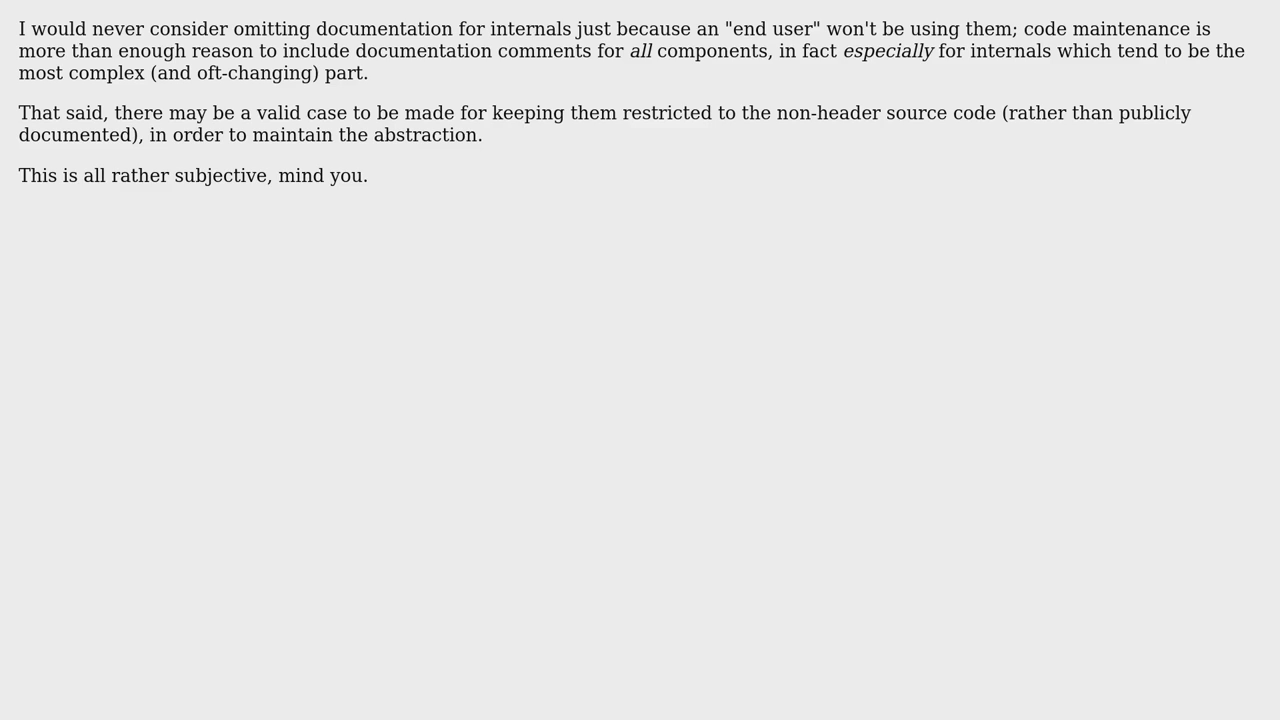 I would never consider omitting documentation for internals just because an "end user" won't be using them; code maintenance is
more than enough reason to include documentation comments for all components, in fact especially for internals which tend to be the
most complex (and oft-changing) part.
That said, there may be a valid case to be made for keeping them restricted to the non-header source code (rather than publicly
documented), in order to maintain the abstraction.
This is all rather subjective, mind you.